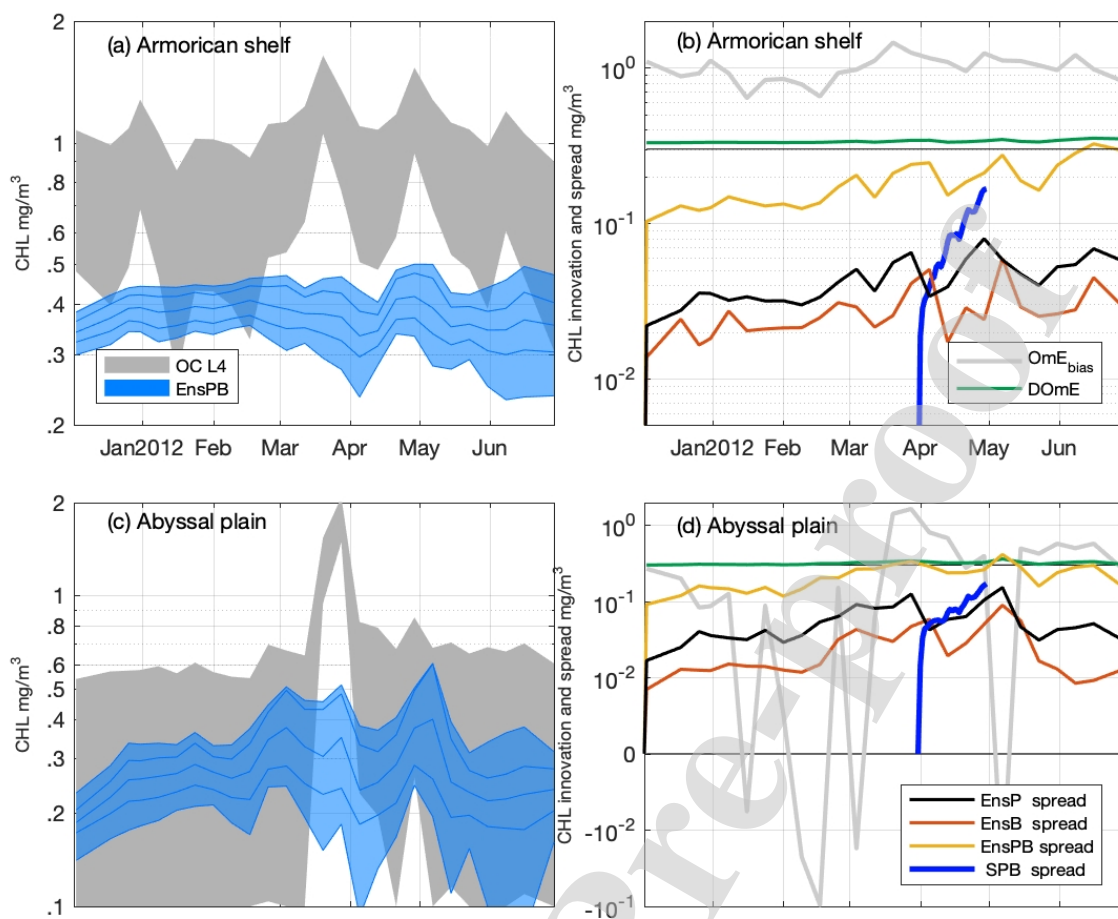 (a) Armorican shelf
CHL mg/m³
2
1
.8
.6
.5
.4
.3
.2
OC L4
EnsPB
Jan2012 Feb Mar Apr May Jun
(b) Armorican shelf
CHL innovation and spread mg/m³
10⁰
10⁻¹
10⁻²
OmE_bias
DOmE
Jan2012 Feb Mar Apr May Jun
(c) Abyssal plain
CHL mg/m³
2
1
.8
.6
.5
.4
.3
.2
.1
(d) Abyssal plain
CHL innovation and spread mg/m³
10⁰
10⁻¹
10⁻²
0
-10⁻²
-10⁻¹
EnsP spread
EnsB spread
EnsPB spread
SPB spread
Pre-proof